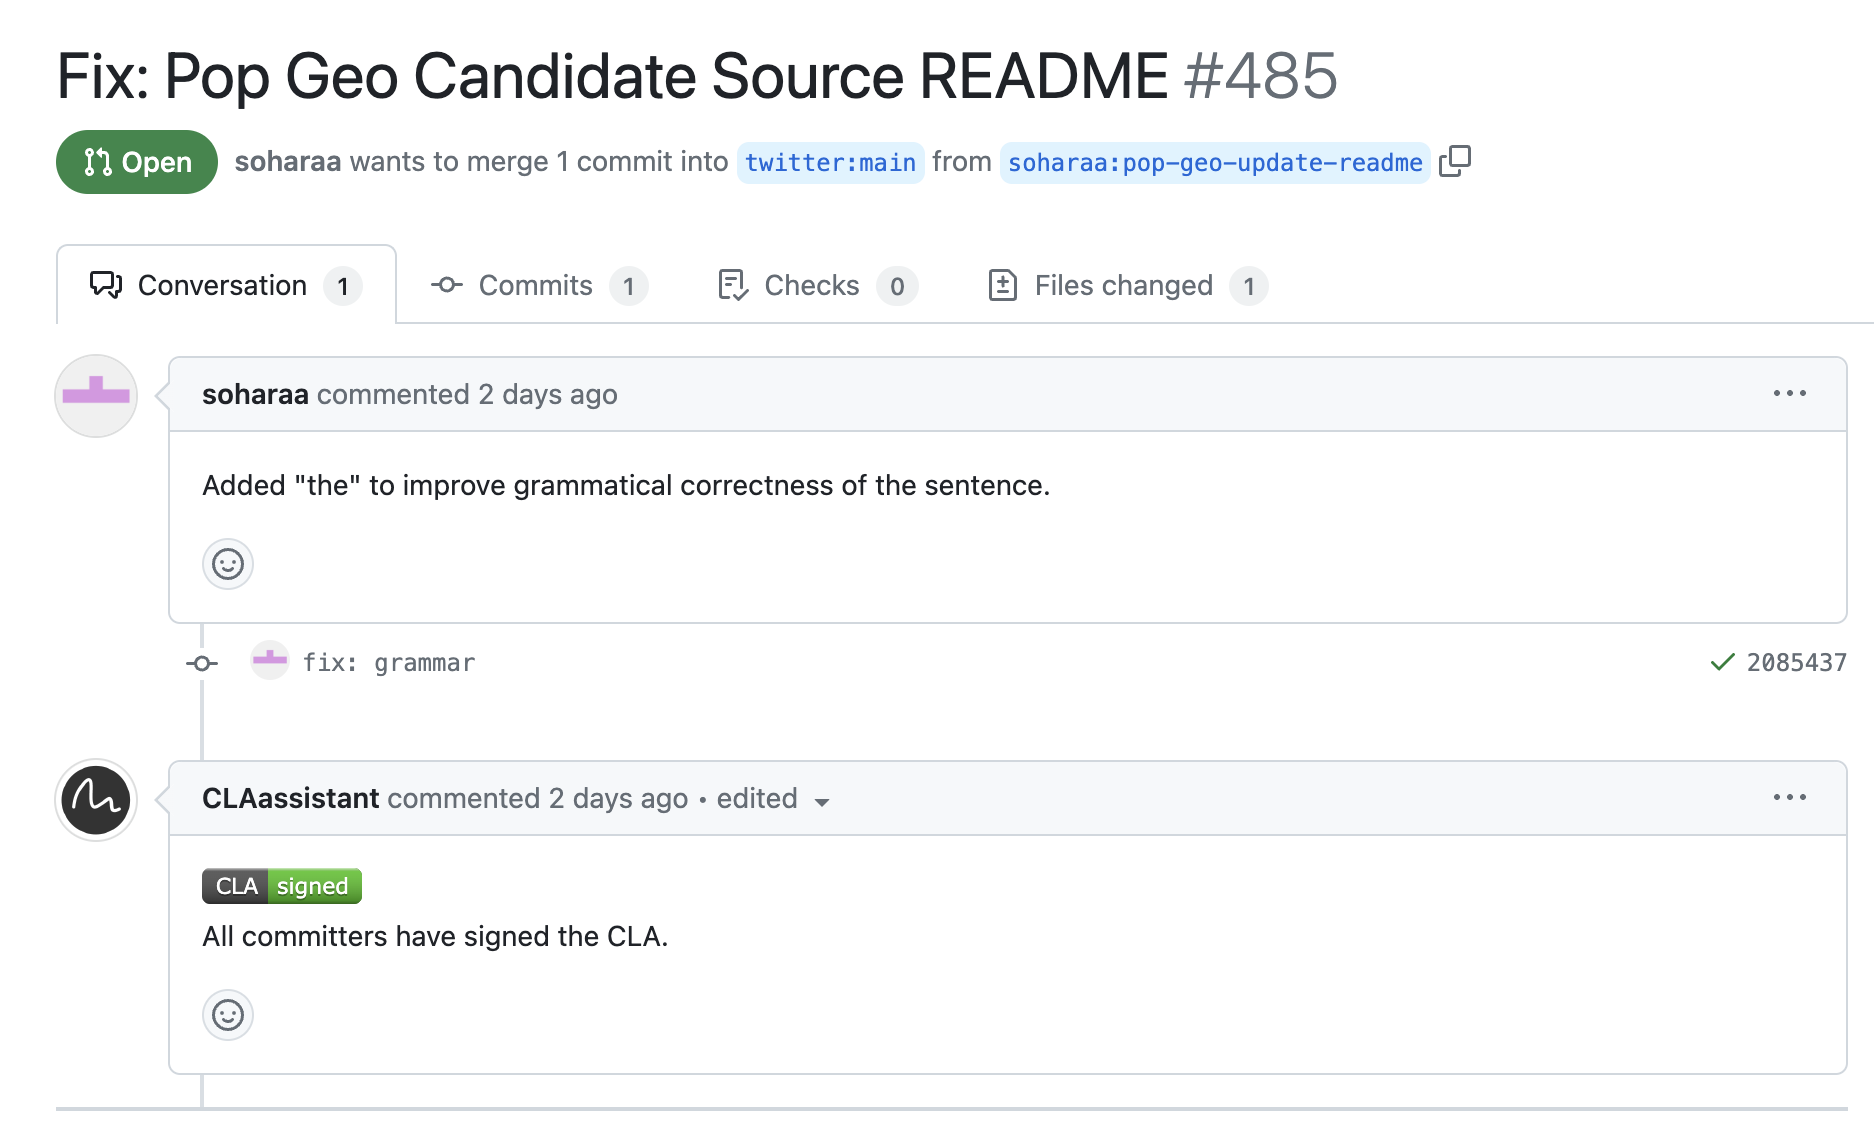 Fix: Pop Geo Candidate Source README #485
Open soharaa wants to merge 1 commit into twitter:main from soharaa:pop-geo-update-readme
Conversation 1 Commits 1 Checks 0 Files changed 1
soharaa commented 2 days ago
Added "the" to improve grammatical correctness of the sentence.
fix: grammar 2085437
CLAassistant commented 2 days ago • edited
CLA signed
All committers have signed the CLA.